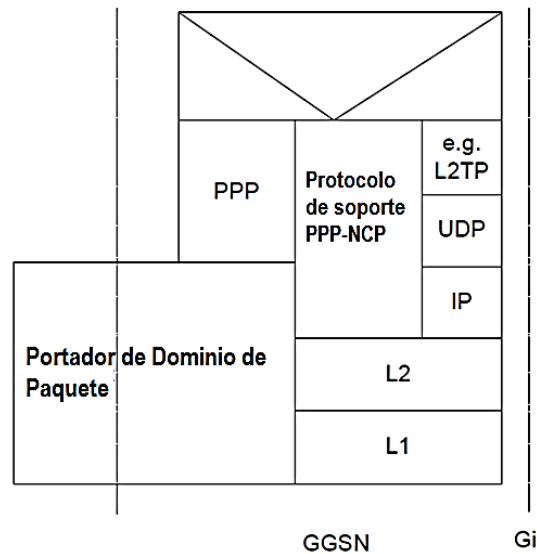 e.g.
L2TP
PPP
Protocolo
de soporte
PPP-NCP
UDP
IP
Portador de Dominio de
Paquete
L2
L1
GGSN
Gi